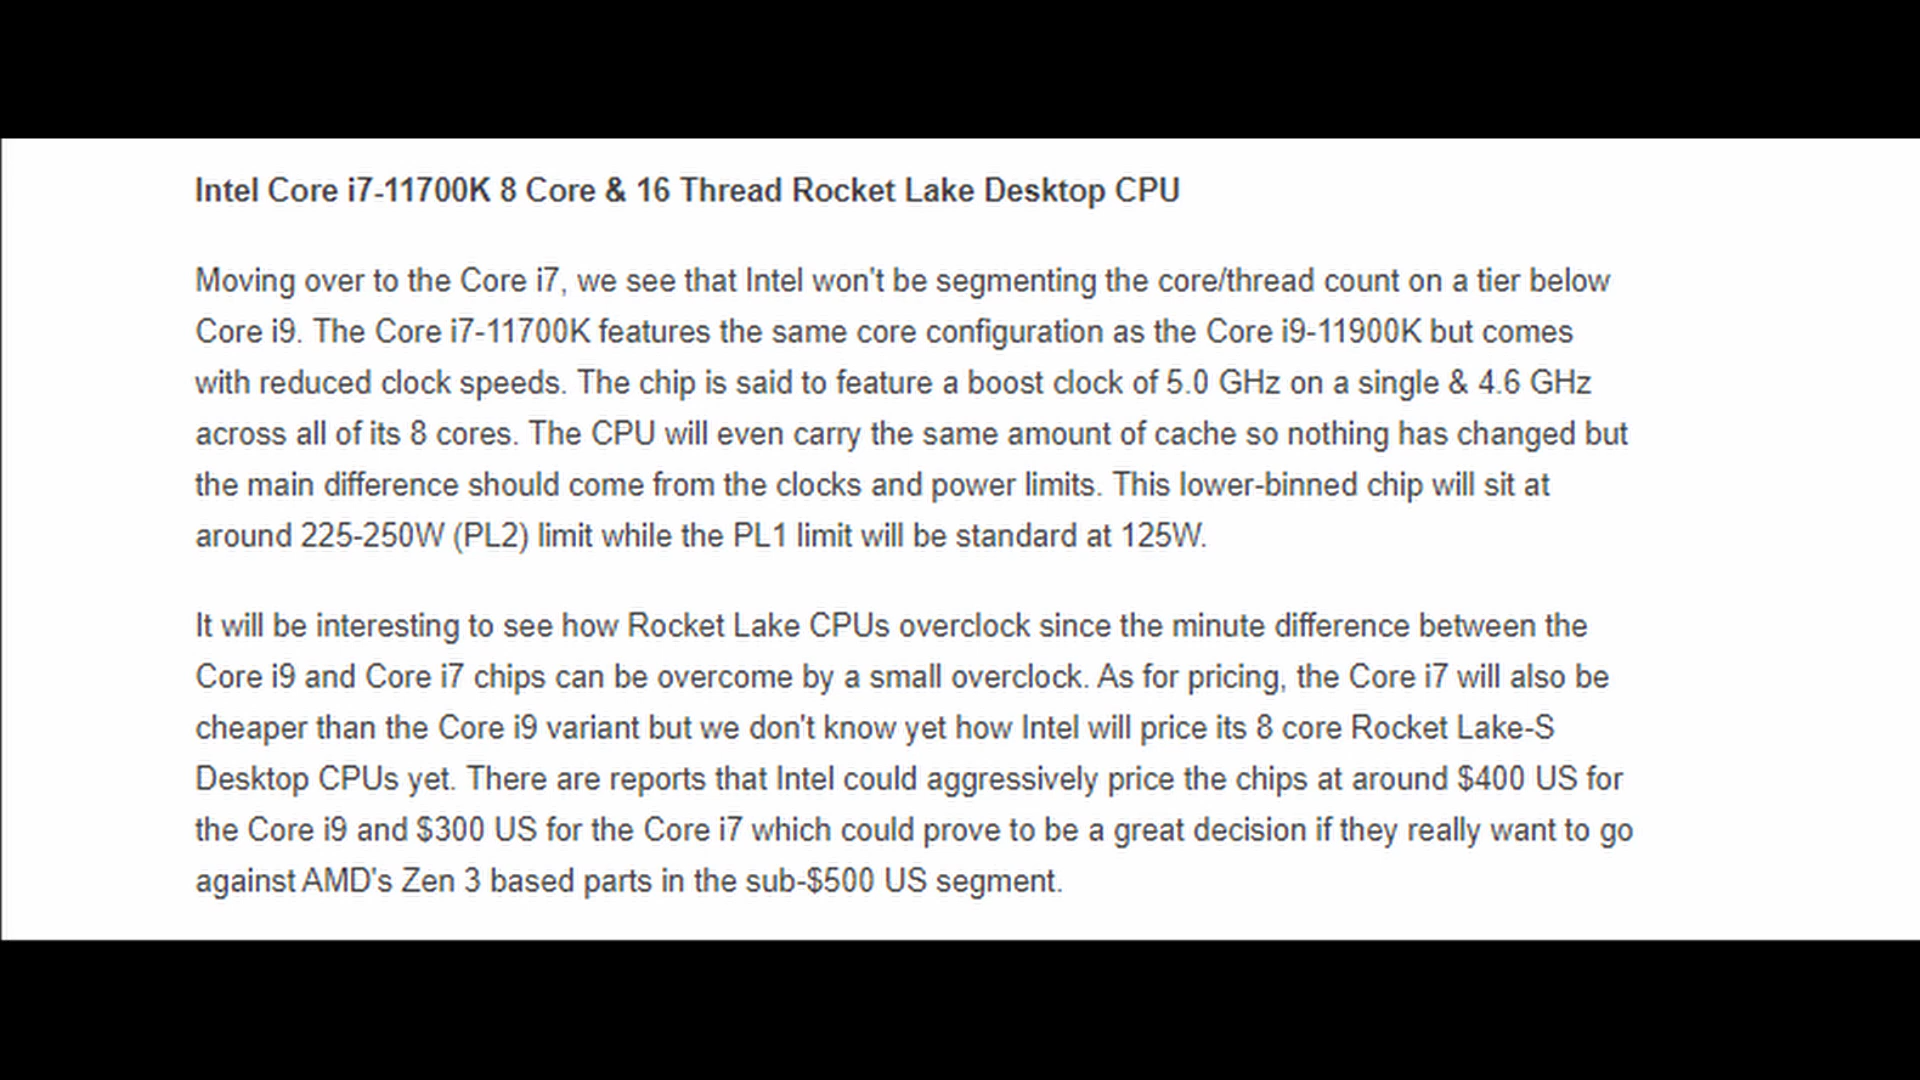 Intel Core i7-11700K 8 Core & 16 Thread Rocket Lake Desktop CPU
Moving over to the Core i7, we see that Intel won't be segmenting the core/thread count on a tier below
Core i9. The Core i7-11700K features the same core configuration as the Core i9-11900K but comes
with reduced clock speeds. The chip is said to feature a boost clock of 5.0 GHz on a single & 4.6 GHz
across all of its 8 cores. The CPU will even carry the same amount of cache so nothing has changed but
the main difference should come from the clocks and power limits. This lower-binned chip will sit at
around 225-250W (PL2) limit while the PL1 limit will be standard at 125W.
It will be interesting to see how Rocket Lake CPUs overclock since the minute difference between the
Core i9 and Core i7 chips can be overcome by a small overclock. As for pricing, the Core i7 will also be
cheaper than the Core i9 variant but we don't know yet how Intel will price its 8 core Rocket Lake-S
Desktop CPUs yet. There are reports that Intel could aggressively price the chips at around $400 US for
the Core i9 and $300 US for the Core i7 which could prove to be a great decision if they really want to go
against AMD's Zen 3 based parts in the sub-$500 US segment.